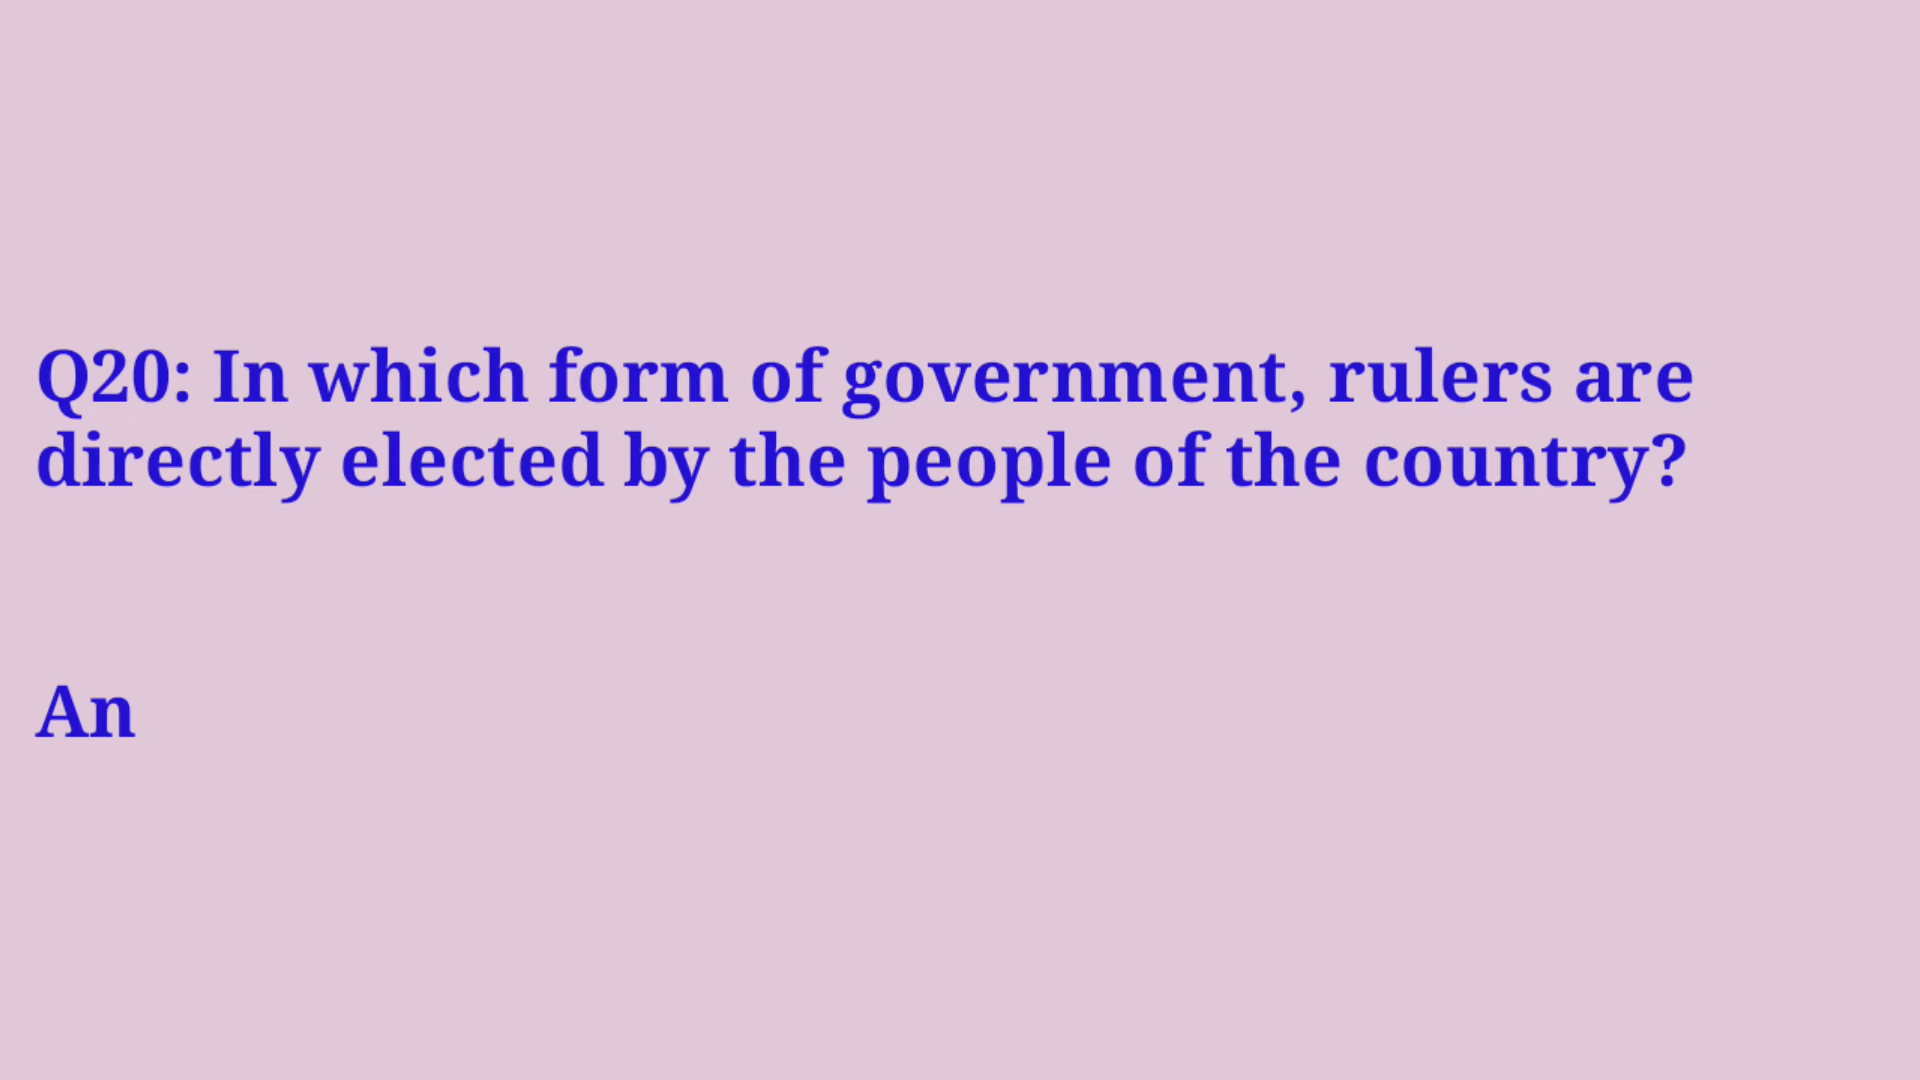 Q20: In which form of government, rulers are
directly elected by the people of the country?
An